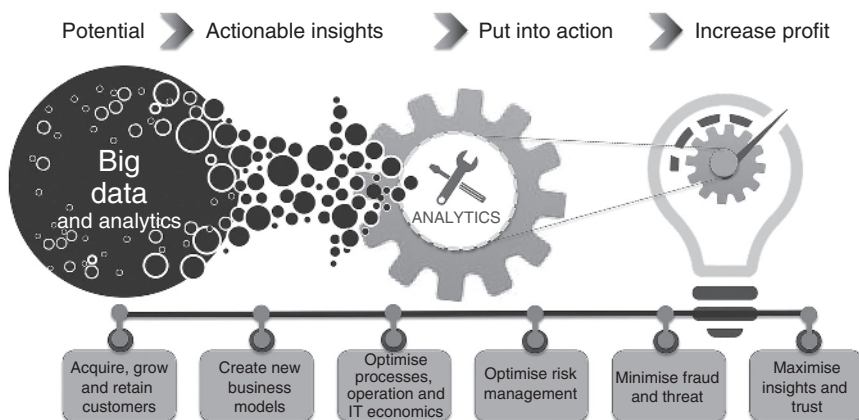 Potential
Actionable insights
Put into action
Increase profit
Big
data
and analytics
ANALYTICS
Acquire, grow
and retain
customers
Create new
business
models
Optimise
processes,
operation and
IT economics
Optimise risk
management
Minimise fraud
and threat
Maximise
insights and
trust